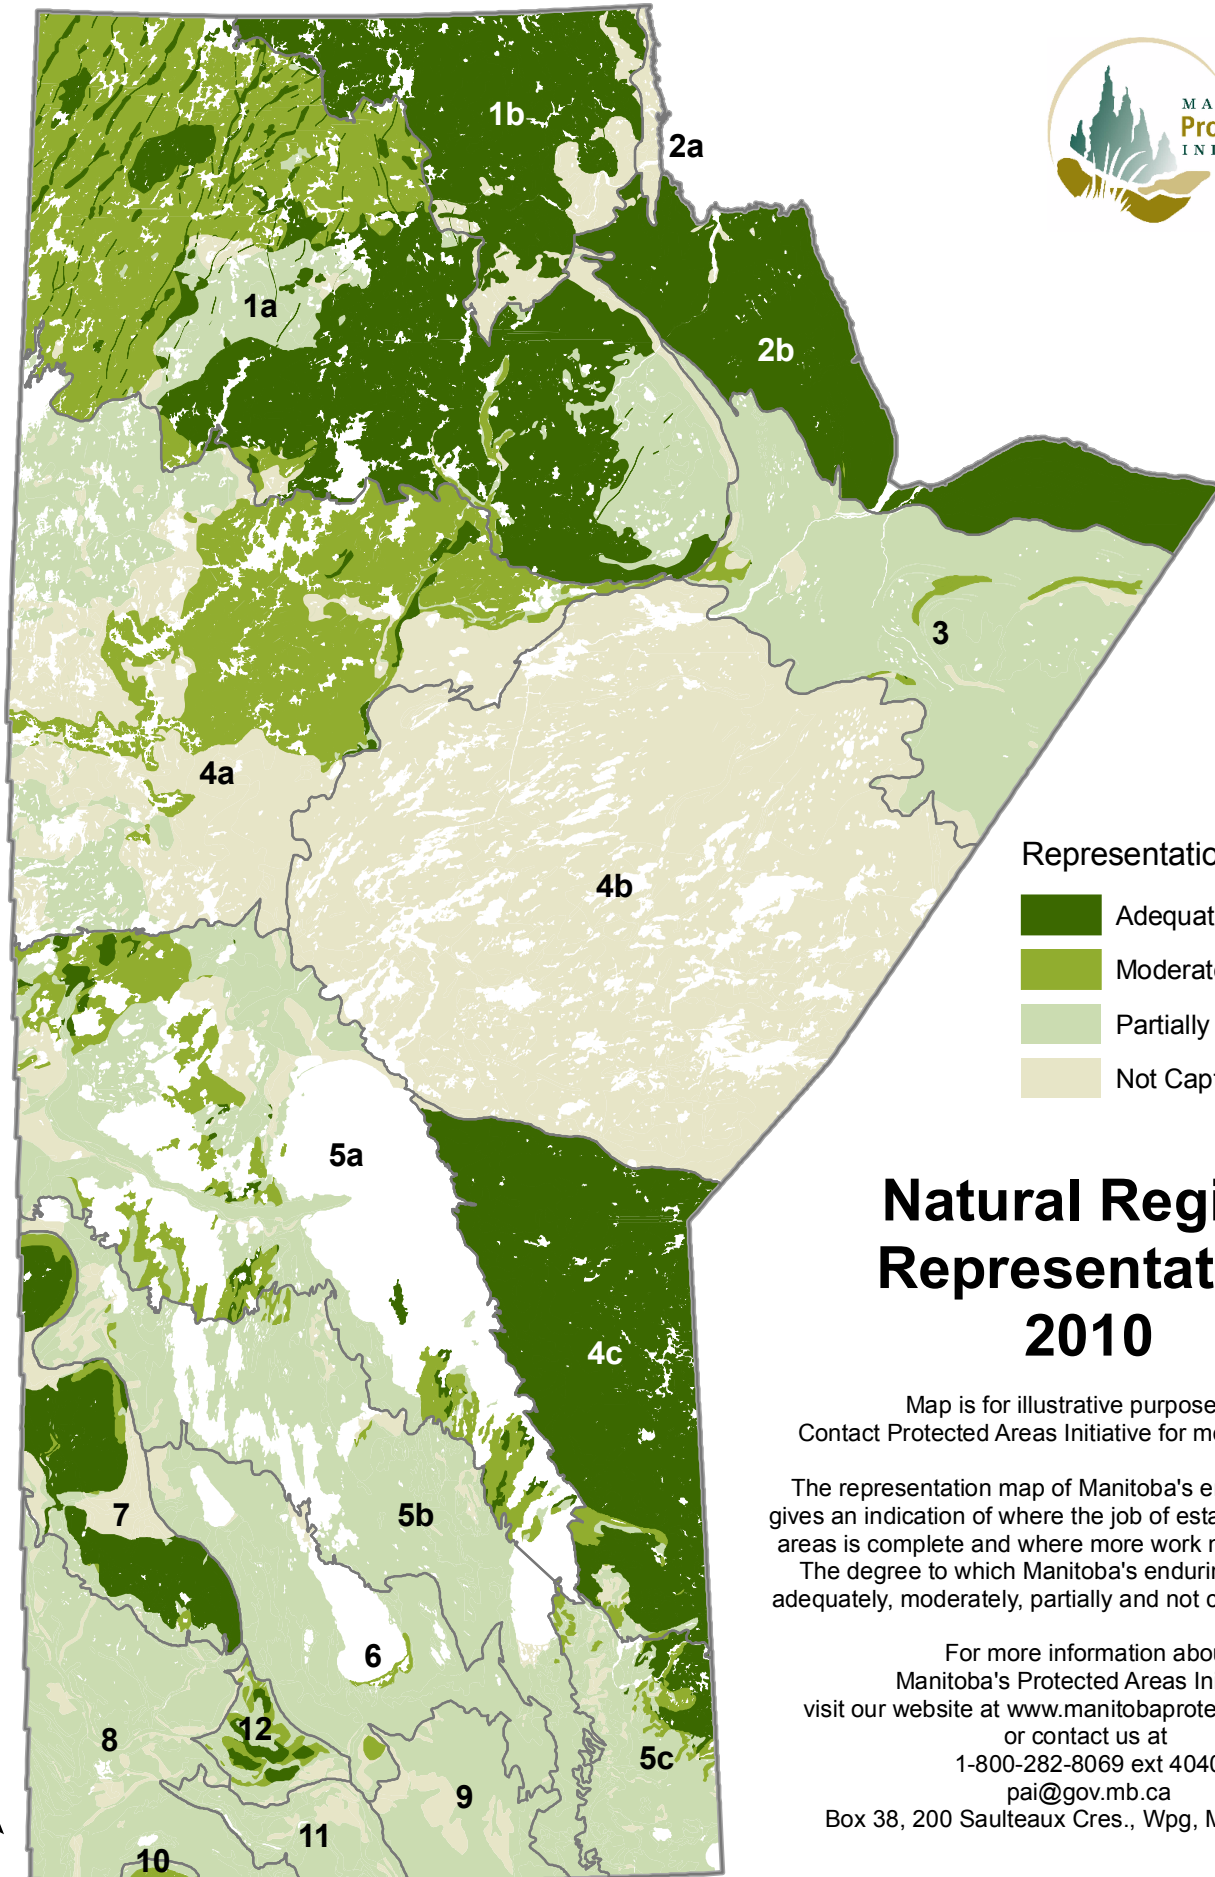 MA
Pro
INI
1b
2a
1a
2b
3
4a
4b
Representatio
Adequat
Moderat
Partially
Not Cap
5a
Natural Regi
Representat
2010
4c
Map is for illustrative purpose
Contact Protected Areas Initiative for m
The representation map of Manitoba's e
gives an indication of where the job of esta
areas is complete and where more work
The degree to which Manitoba's endurin
adequately, moderately, partially and not
7
5b
6
For more information abou
Manitoba's Protected Areas In
visit our website at www.manitobaprote
or contact us at
1-800-282-8069 ext 404
pai@gov.mb.ca
Box 38, 200 Saulteaux Cres., Wpg, M
8
12
5c
9
11
10